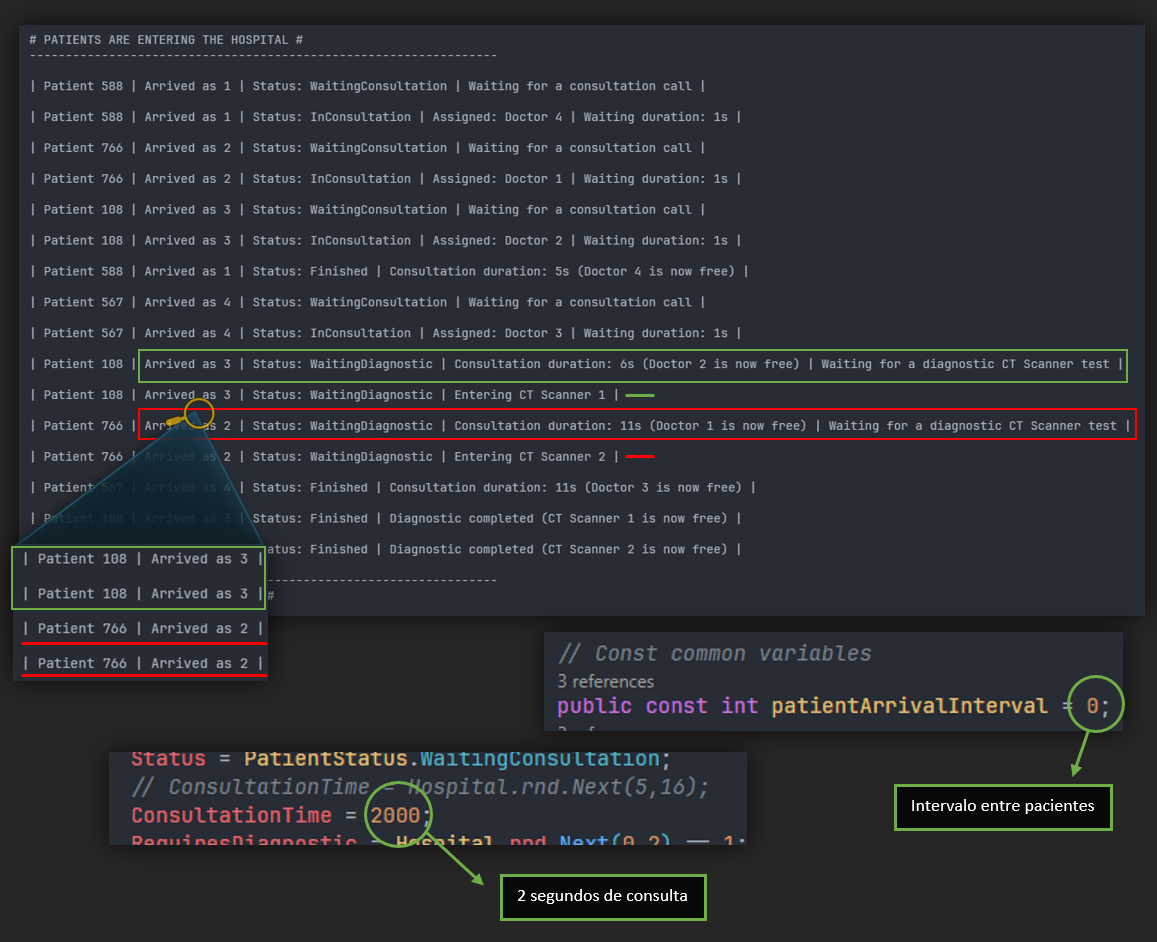 # PATIENTS ARE ENTERING THE HOSPITAL #
-----------------------------------------------------------------
| Patient 588 | Arrived as 1 | Status: WaitingConsultation | Waiting for a consultation call |
| Patient 588 | Arrived as 1 | Status: InConsultation | Assigned: Doctor 4 | Waiting duration: 1s |
| Patient 766 | Arrived as 2 | Status: WaitingConsultation | Waiting for a consultation call |
| Patient 766 | Arrived as 2 | Status: InConsultation | Assigned: Doctor 1 | Waiting duration: 1s |
| Patient 108 | Arrived as 3 | Status: WaitingConsultation | Waiting for a consultation call |
| Patient 108 | Arrived as 3 | Status: InConsultation | Assigned: Doctor 2 | Waiting duration: 1s |
| Patient 588 | Arrived as 1 | Status: Finished | Consultation duration: 5s (Doctor 4 is now free) |
| Patient 567 | Arrived as 4 | Status: WaitingConsultation | Waiting for a consultation call |
| Patient 567 | Arrived as 4 | Status: InConsultation | Assigned: Doctor 3 | Waiting duration: 1s |
| Patient 108 | Arrived as 3 | Status: WaitingDiagnostic | Consultation duration: 6s (Doctor 2 is now free) | Waiting for a diagnostic CT Scanner test |
| Patient 108 | Arrived as 3 | Status: WaitingDiagnostic | Entering CT Scanner 1 |
| Patient 766 | Arrived as 2 | Status: WaitingDiagnostic | Consultation duration: 11s (Doctor 1 is now free) | Waiting for a diagnostic CT Scanner test |
| Patient 766 | Arrived as 2 | Status: WaitingDiagnostic | Entering CT Scanner 2 |
| Patient 567 | Arrived as 4 | Status: Finished | Consultation duration: 11s (Doctor 3 is now free) |
| Patient 108 | Arrived as 3 | Status: Finished | Diagnostic completed (CT Scanner 1 is now free) |
atus: Finished | Diagnostic completed (CT Scanner 2 is now free) |
--------------------------------
#
| Patient 108 | Arrived as 3 |
| Patient 108 | Arrived as 3 |
| Patient 766 | Arrived as 2 |
| Patient 766 | Arrived as 2 |
// Const common variables
3 references
public const int patientArrivalInterval = 0;
Intervalo entre pacientes
Status = PatientStatus.WaitingConsultation;
// ConsultationTime = Hospital.rnd.Next(5,16);
ConsultationTime = 2000;
RequiresDiagnostic = Hospital.rnd.Next(0,2) == 1;
2 segundos de consulta